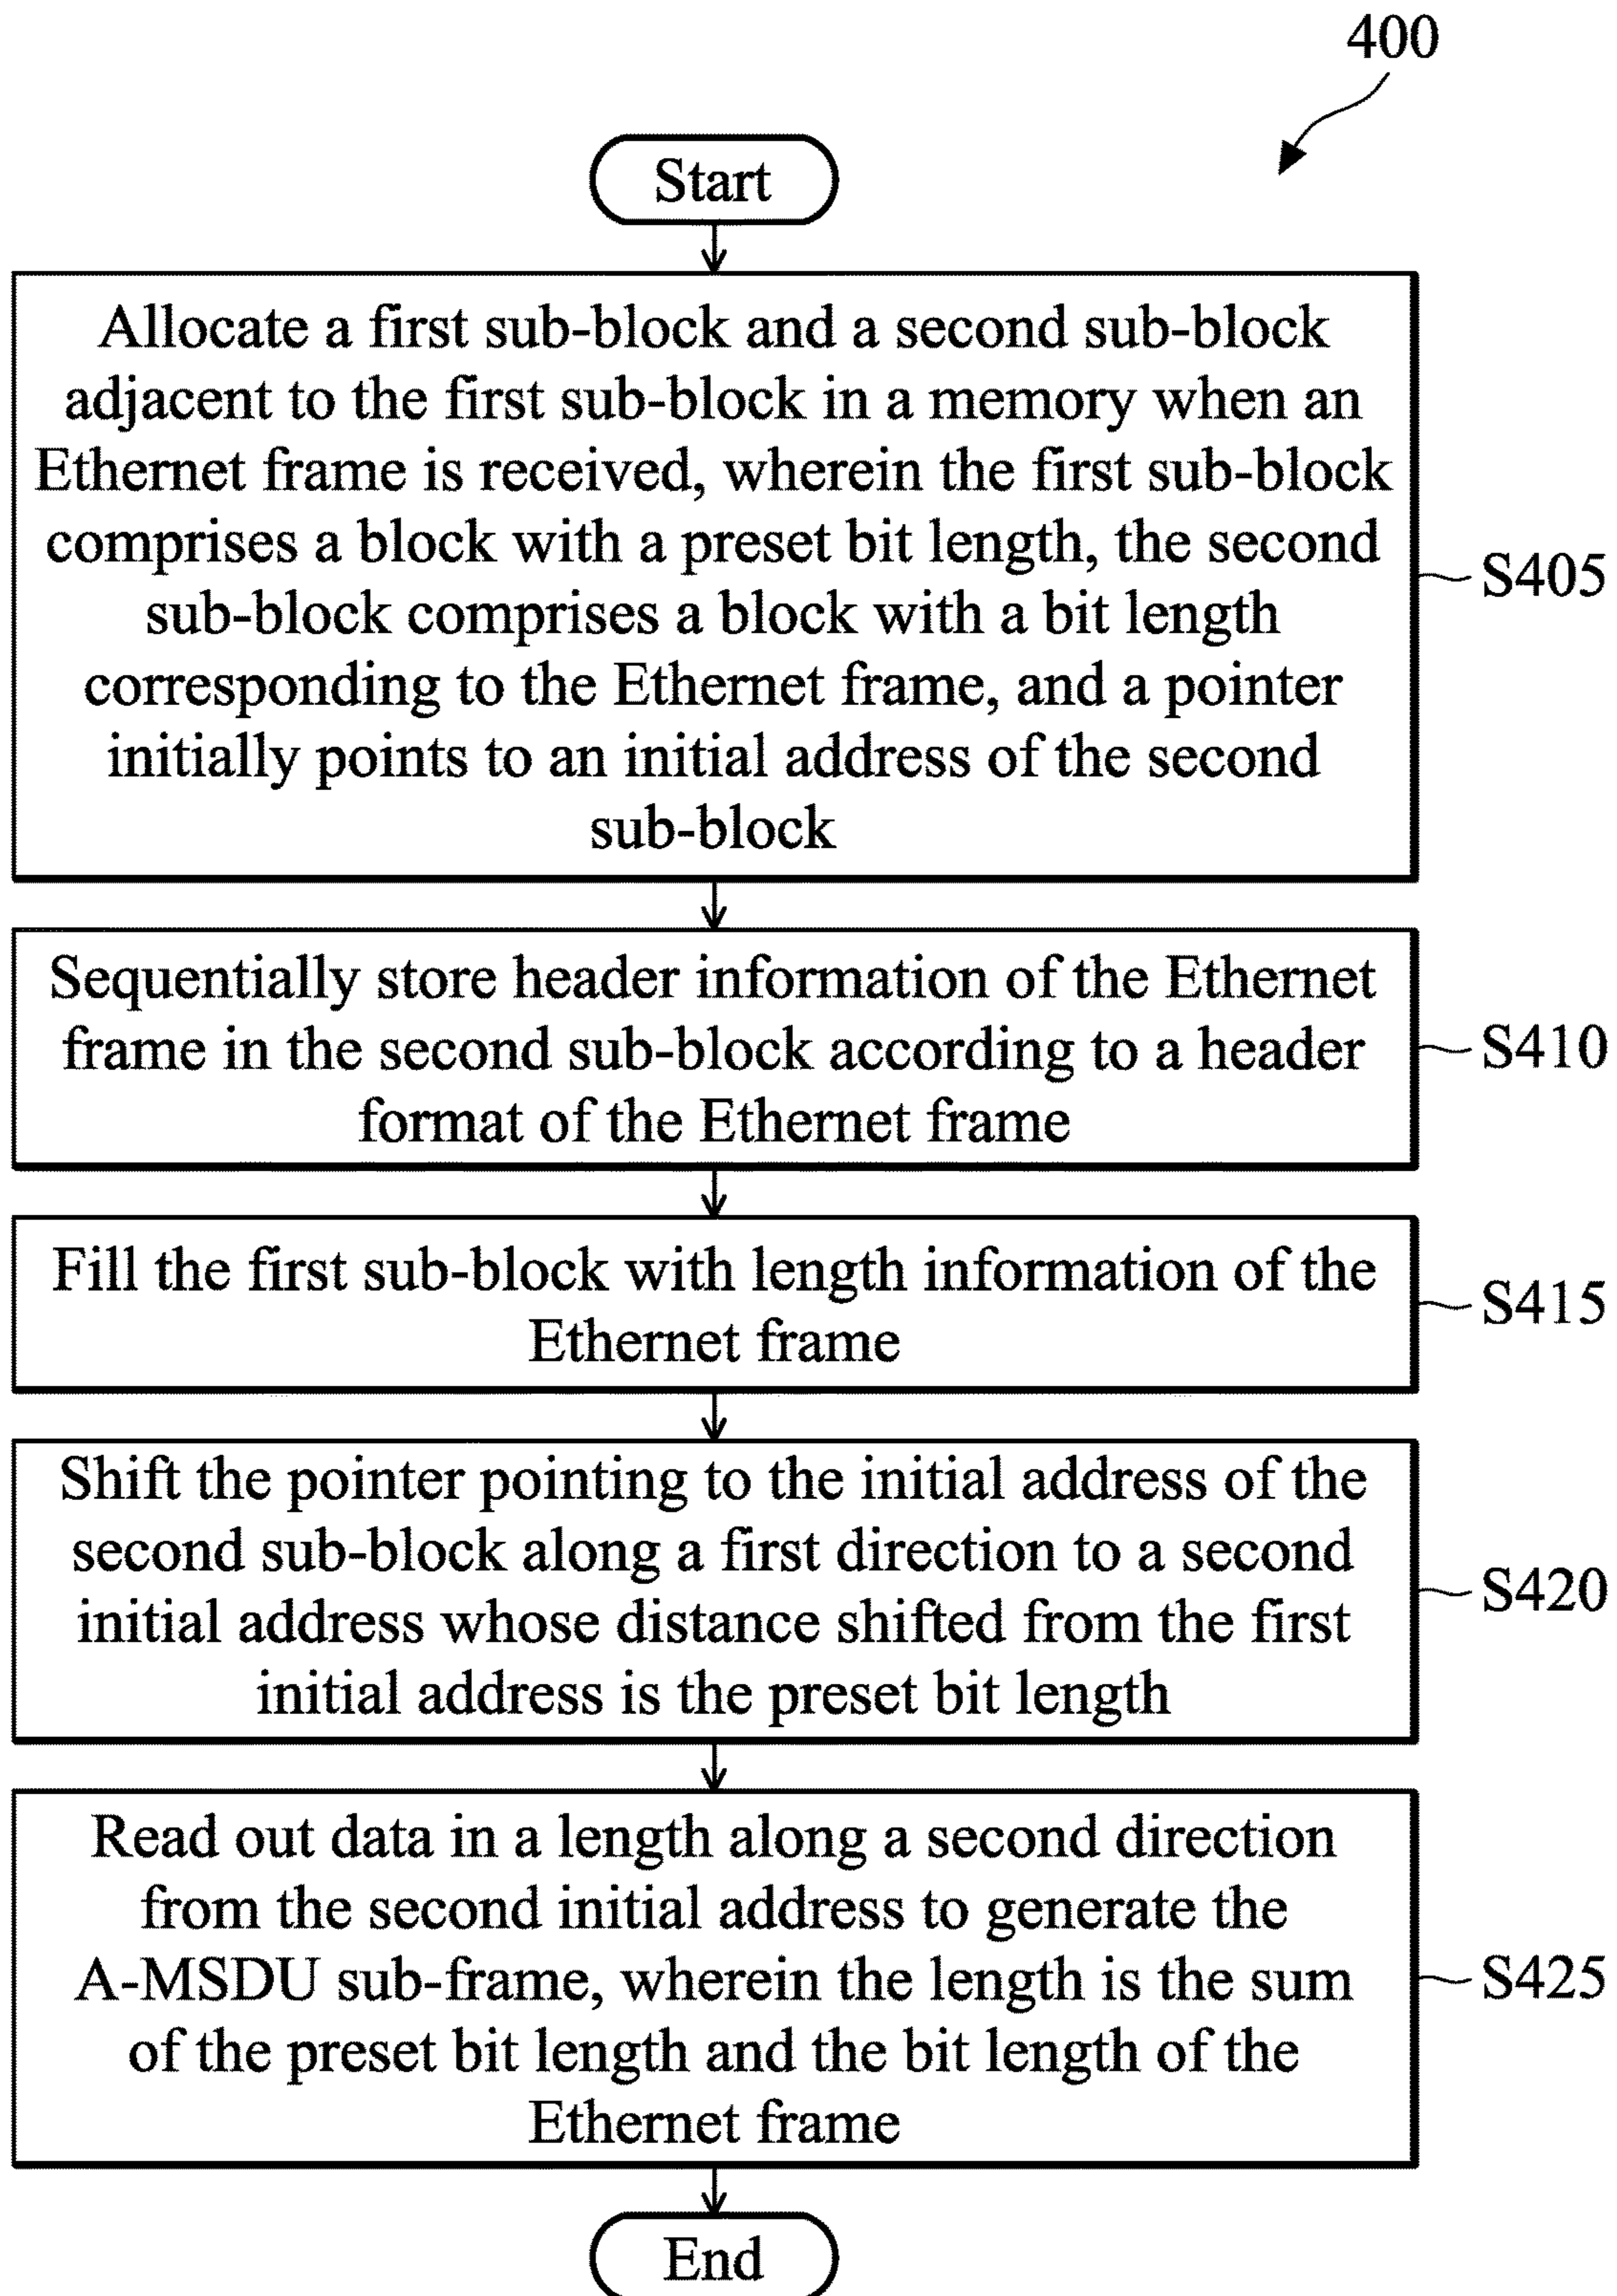 400
Start
Allocate a first sub-block and a second sub-block
adjacent to the first sub-block in a memory when an
Ethernet frame is received, wherein the first sub-block
comprises a block with a preset bit length, the second
sub-block comprises a block with a bit length
corresponding to the Ethernet frame, and a pointer
initially points to an initial address of the second
sub-block
S405
Sequentially store header information of the Ethernet
frame in the second sub-block according to a header
format of the Ethernet frame
S410
Fill the first sub-block with length information of the
Ethernet frame
S415
Shift the pointer pointing to the initial address of the
second sub-block along a first direction to a second
initial address whose distance shifted from the first
initial address is the preset bit length
S420
Read out data in a length along a second direction
from the second initial address to generate the
A-MSDU sub-frame, wherein the length is the sum
of the preset bit length and the bit length of the
Ethernet frame
S425
End